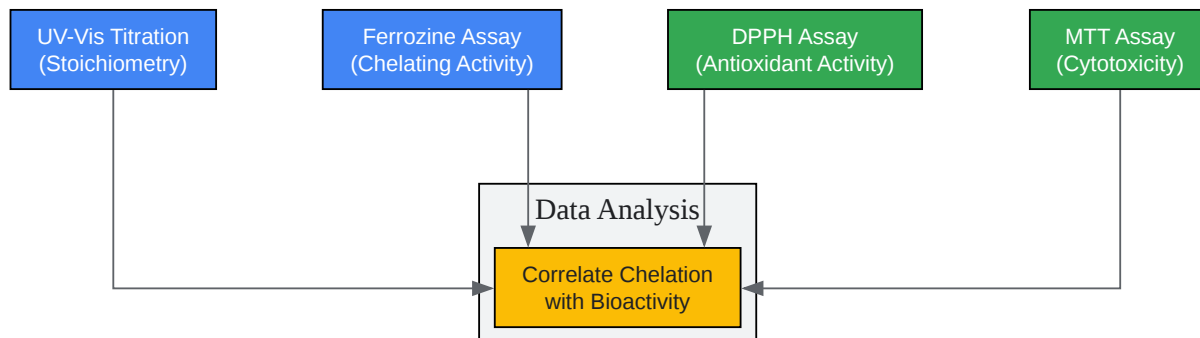 UV-Vis Titration
(Stoichiometry)
Ferrozine Assay
(Chelating Activity)
DPPH Assay
(Antioxidant Activity)
MTT Assay
(Cytotoxicity)
Data Analysis
Correlate Chelation
with Bioactivity